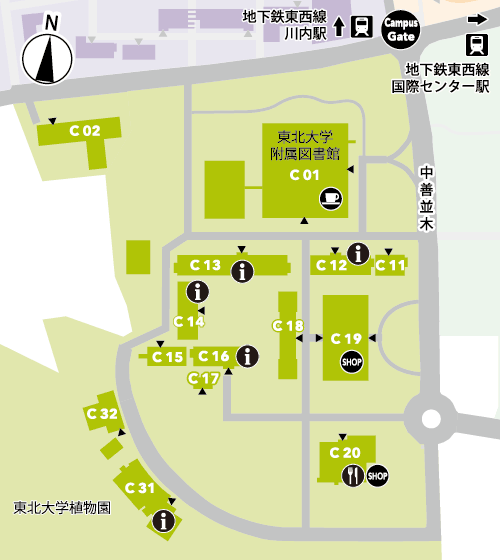 N
地下鉄東西線
川内駅
Campus
Gate
地下鉄東西線
国際センター駅
C 02
東北大学
附属図書館
C 01
中善並木
C 13
i
C 12
i
C 11
i
C 14
C 18
C 19
SHOP
C 15
C 16
i
C 17
C 32
C 20
SHOP
C 31
i
東北大学植物園